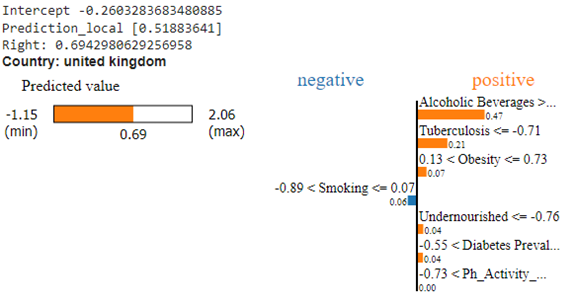 Intercept -0.2603283683480885
Prediction_local [0.51883641]
Right: 0.6942980629256958
Country: united kingdom
Predicted value
-1.15
(min)
0.69
2.06
(max)
negative
positive
Alcoholic Beverages >...
0.47
Tuberculosis <= -0.71
0.21
0.13 < Obesity <= 0.73
0.07
-0.89 < Smoking <= 0.07
0.06
Undernourished <= -0.76
0.04
-0.55 < Diabetes Preval...
0.04
-0.73 < Ph_Activity_...
0.00